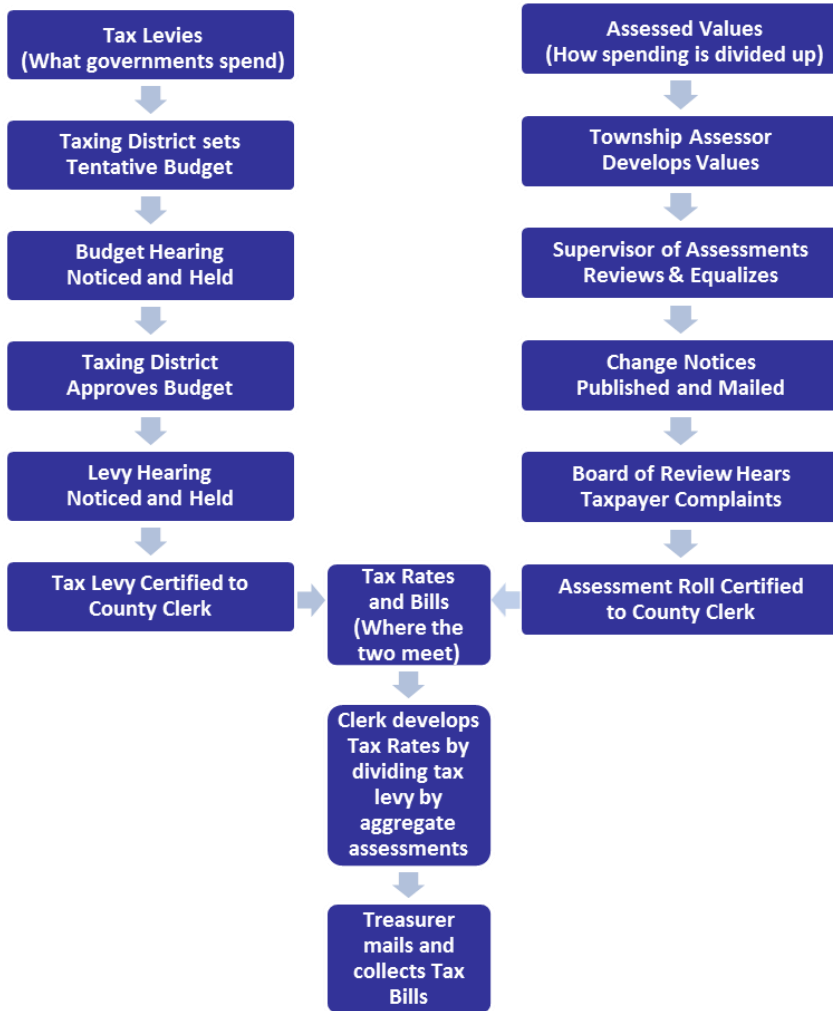 Tax Levies
(What governments spend)
Taxing District sets
Tentative Budget
Budget Hearing
Noticed and Held
Taxing District
Approves Budget
Levy Hearing
Noticed and Held
Tax Levy Certified to
County Clerk
Assessed Values
(How spending is divided up)
Township Assessor
Develops Values
Supervisor of Assessments
Reviews & Equalizes
Change Notices
Published and Mailed
Board of Review Hears
Taxpayer Complaints
Assessment Roll Certified
to County Clerk
Tax Rates
and Bills
(Where the
two meet)
Clerk develops
Tax Rates by
dividing tax
levy by
aggregate
assessments
Treasurer
mails and
collects Tax
Bills